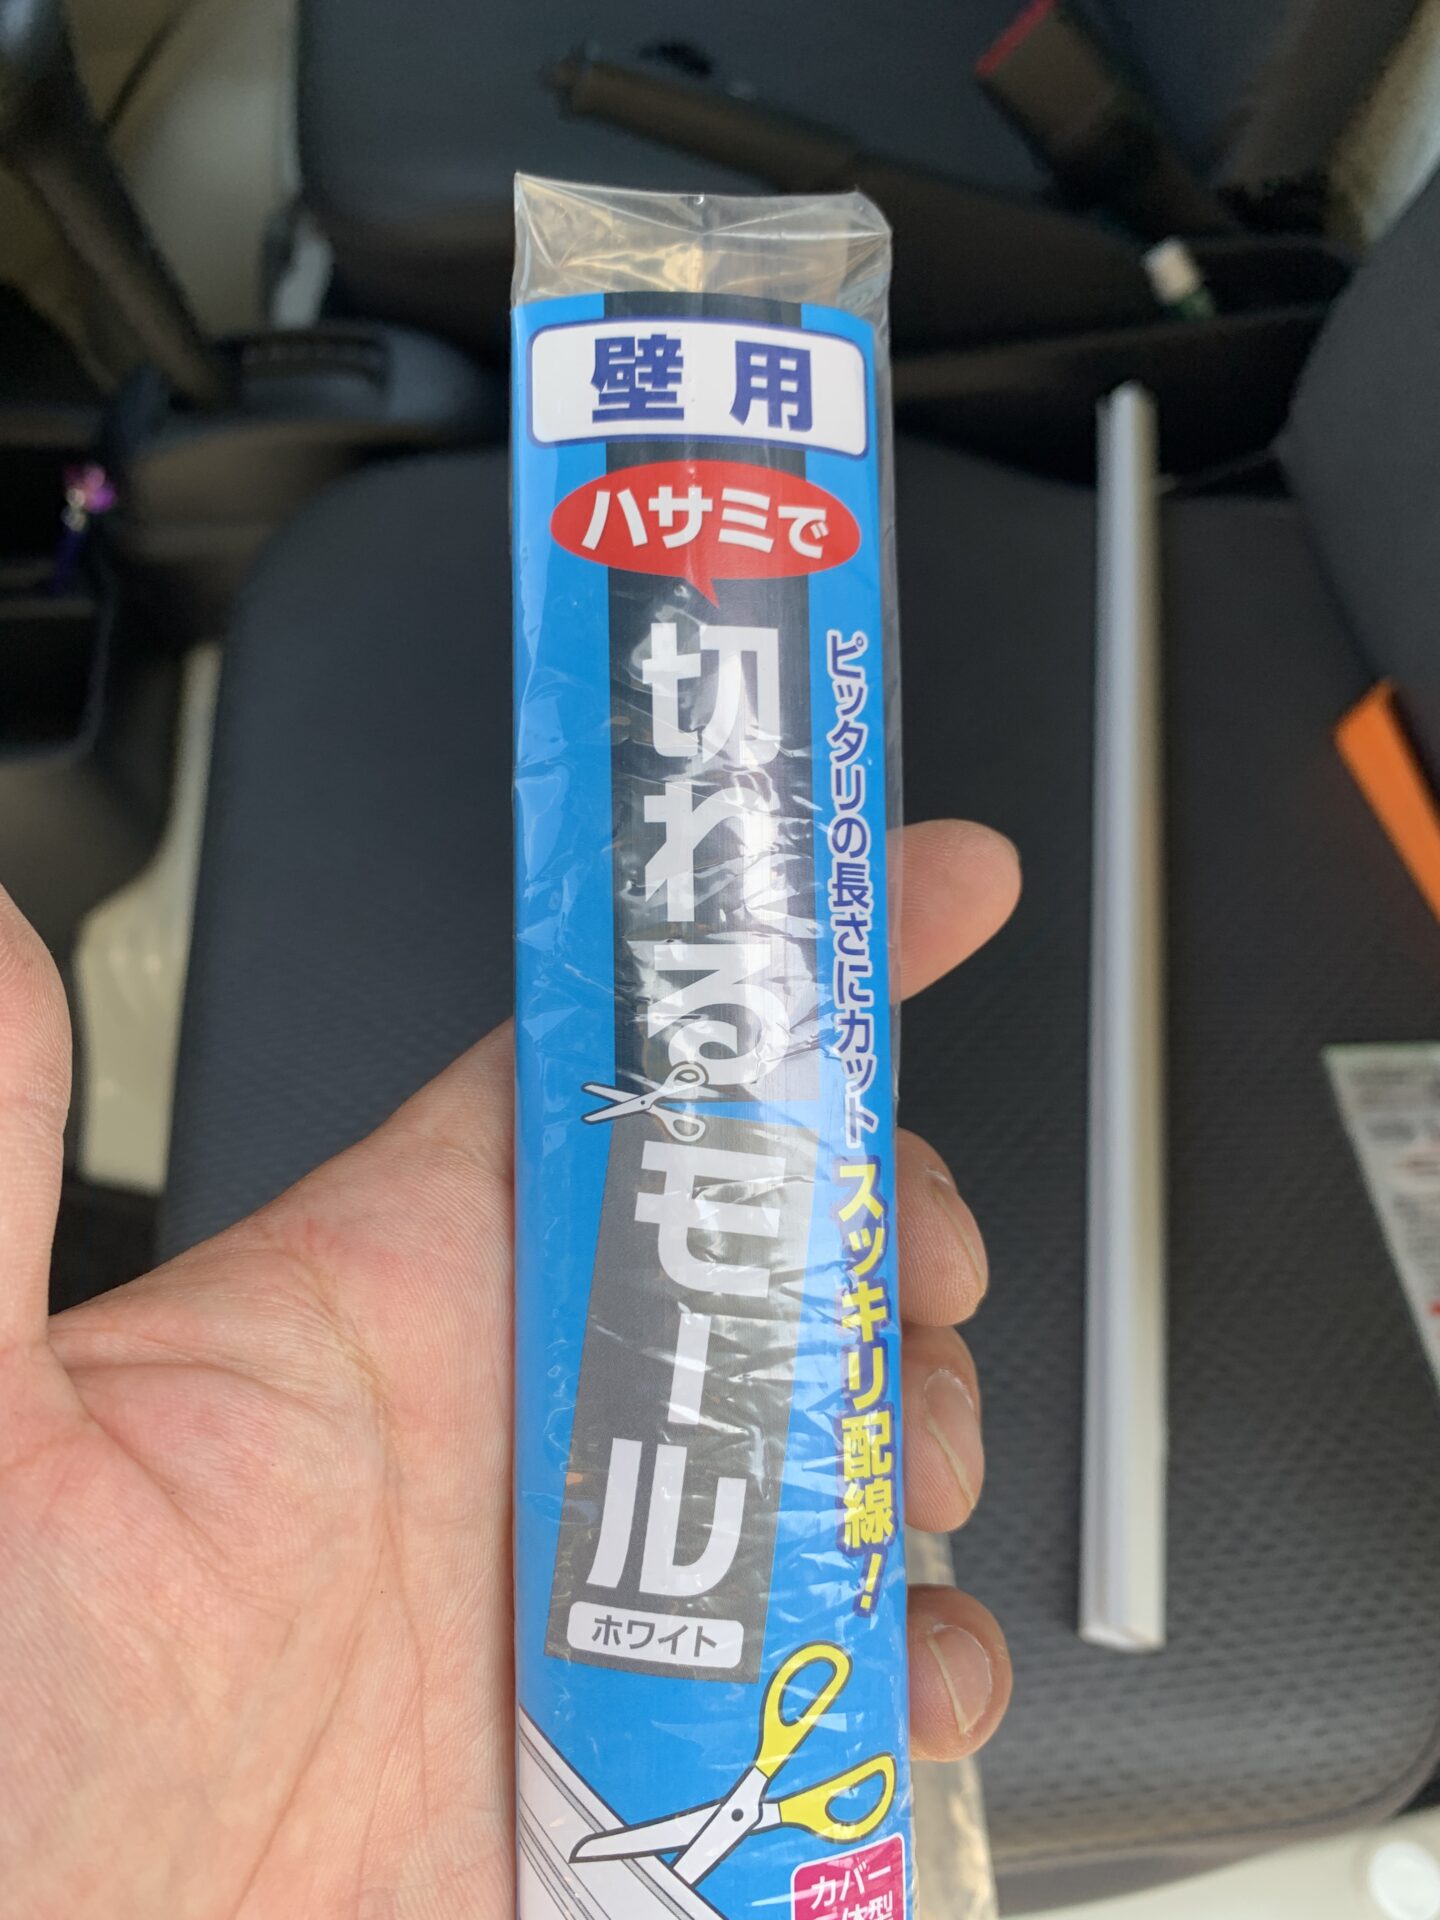 壁用
ハサミで
切れるモール
ホワイト
ピッタリの長さにカット
スッキリ配線!
カバー